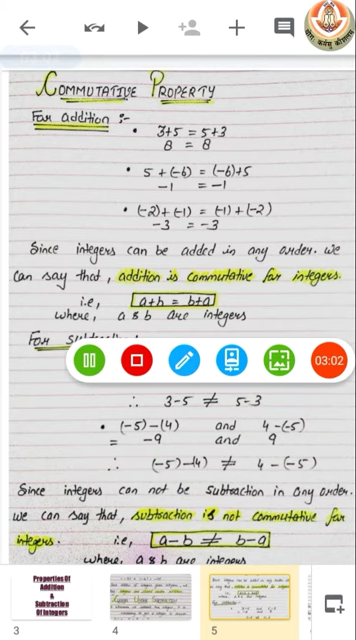 COMMUTATIVE PROPERTY
For addition :-
• 3+5 = 5+3
8 = 8
• 5 + (-6) = (-6)+5
-1 = -1
• (-2)+(-1) = (-1)+(-2)
-3 = -3
Since integers can be added in any order. We
can say that, addition is commutative for integers.
i.e, a+b = b+a
where, a & b are integers
For
03:02
∴ 3-5 ≠ 5-3
• (-5)-(4) and 4-(-5)
= -9 and 9
∴ (-5)-(4) ≠ 4-(-5)
Since integers can not be subtraction in any order.
we can say that, subtraction is not commutative for
integers. i.e, a-b ≠ b-a
where, a & b are integers
Properties Of
Addition
&
Subtraction
Of Integers
3
4
5